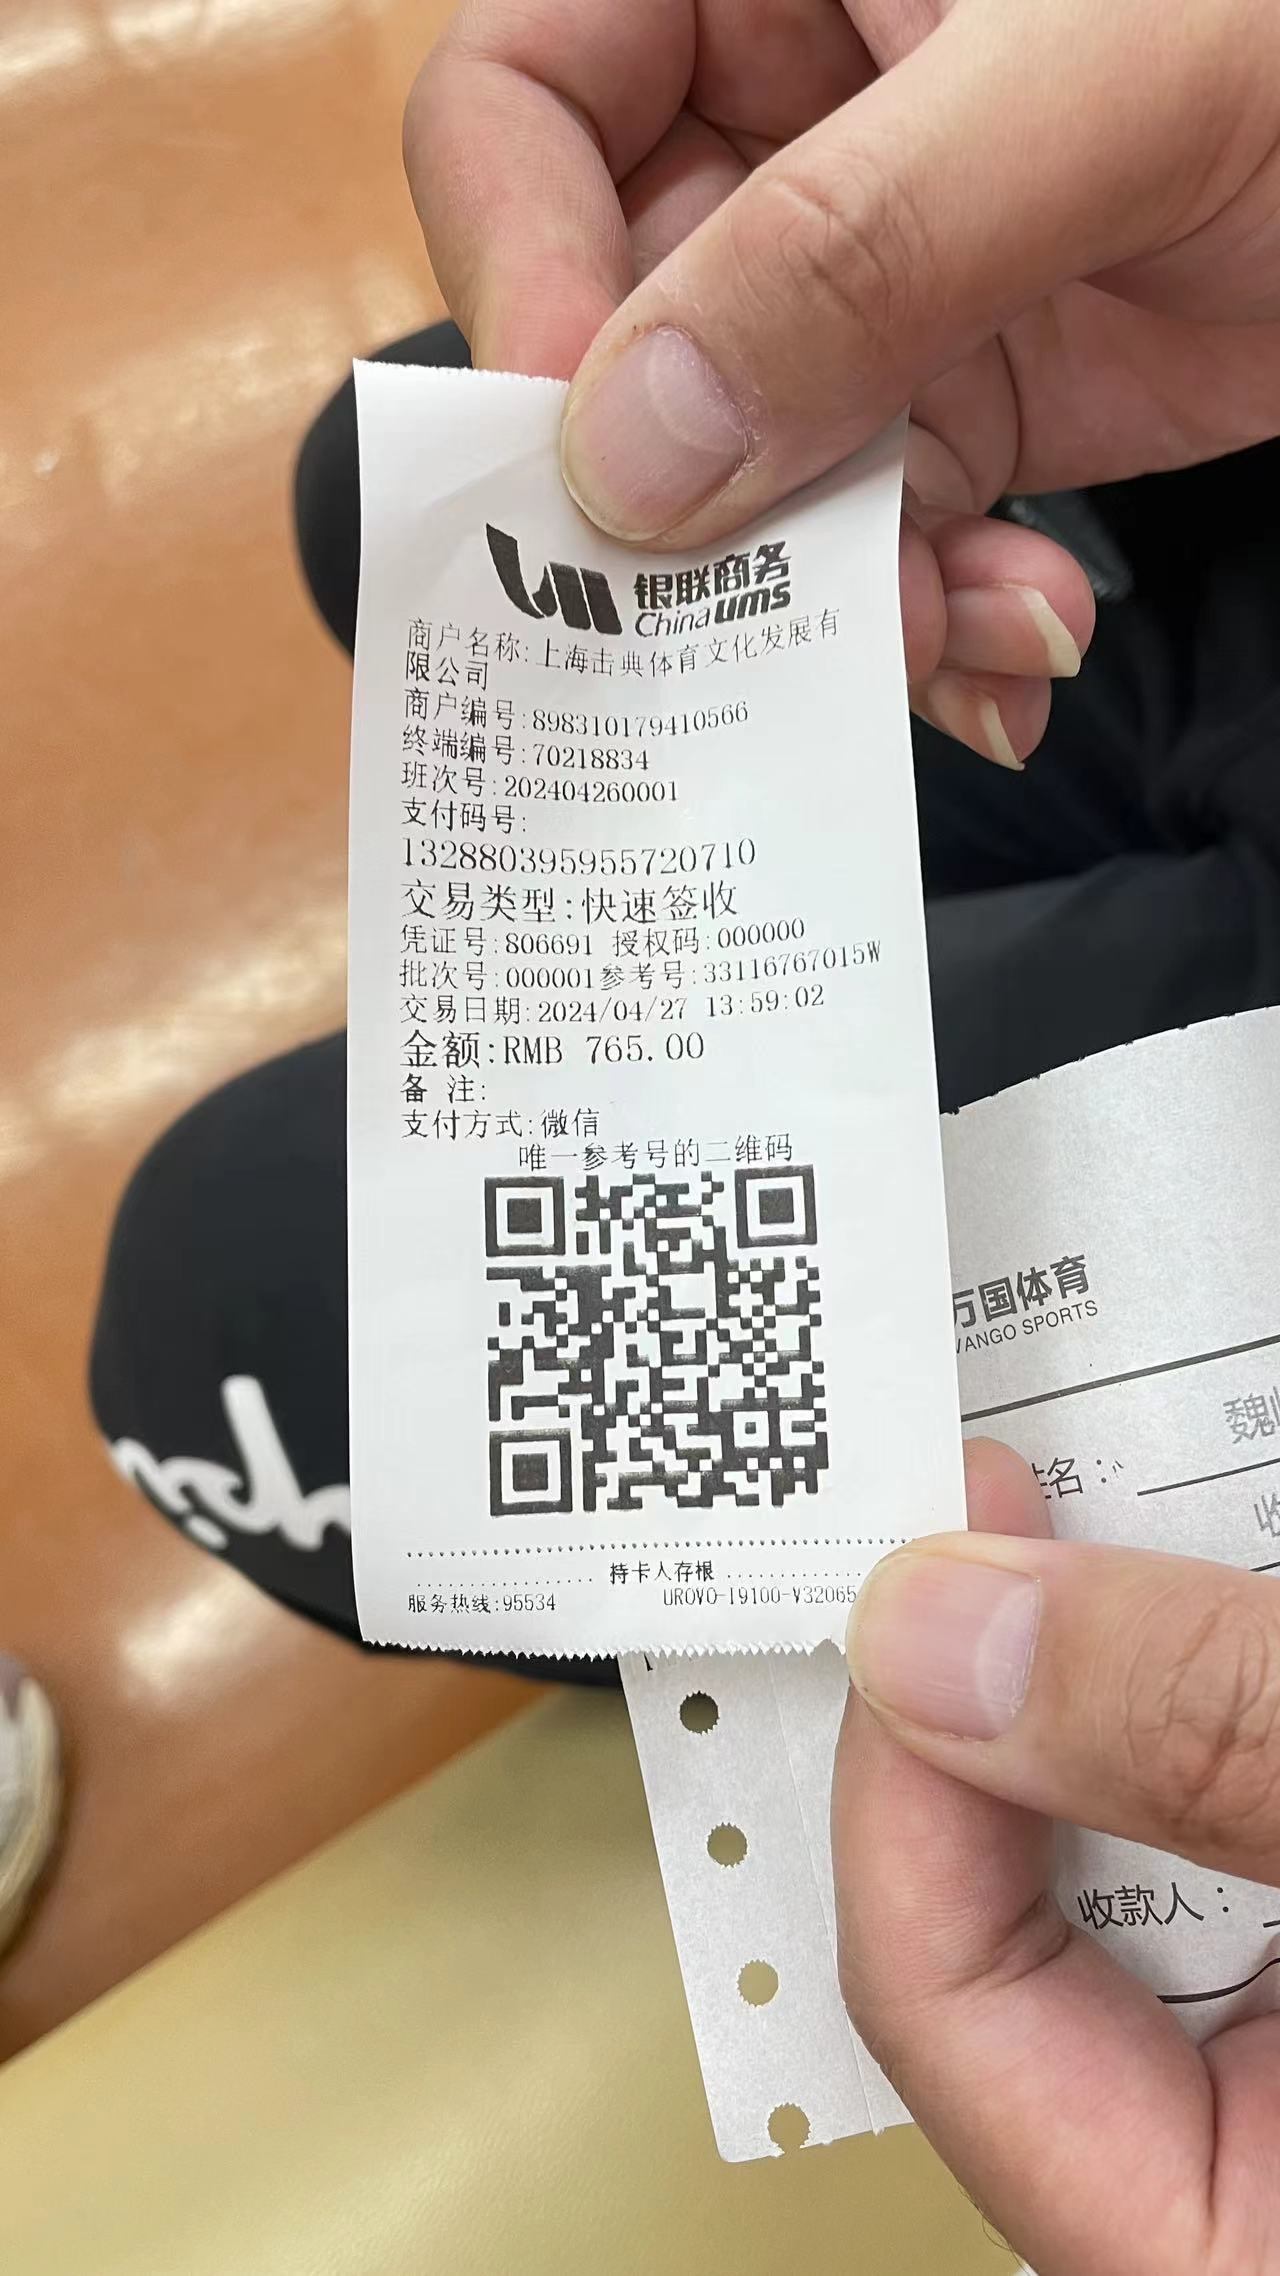 银联商务
Chinaums
商户名称:上海击典体育文化发展有
限公司
商户编号:898310179410566
终端编号:70218834
班次号:202404260001
支付码号:
132880395955720710
交易类型:快速签收
凭证号:806691 授权码:000000
批次号:000001参考号:33116767015W
交易日期:2024/04/27 13:59:02
金额:RMB 765.00
备 注:
支付方式:微信
唯一参考号的二维码
持卡人存根
服务热线:95534 UROVO-I9100-V32065
万国体育
VANGO SPORTS
魏
姓名：
收
收款人：